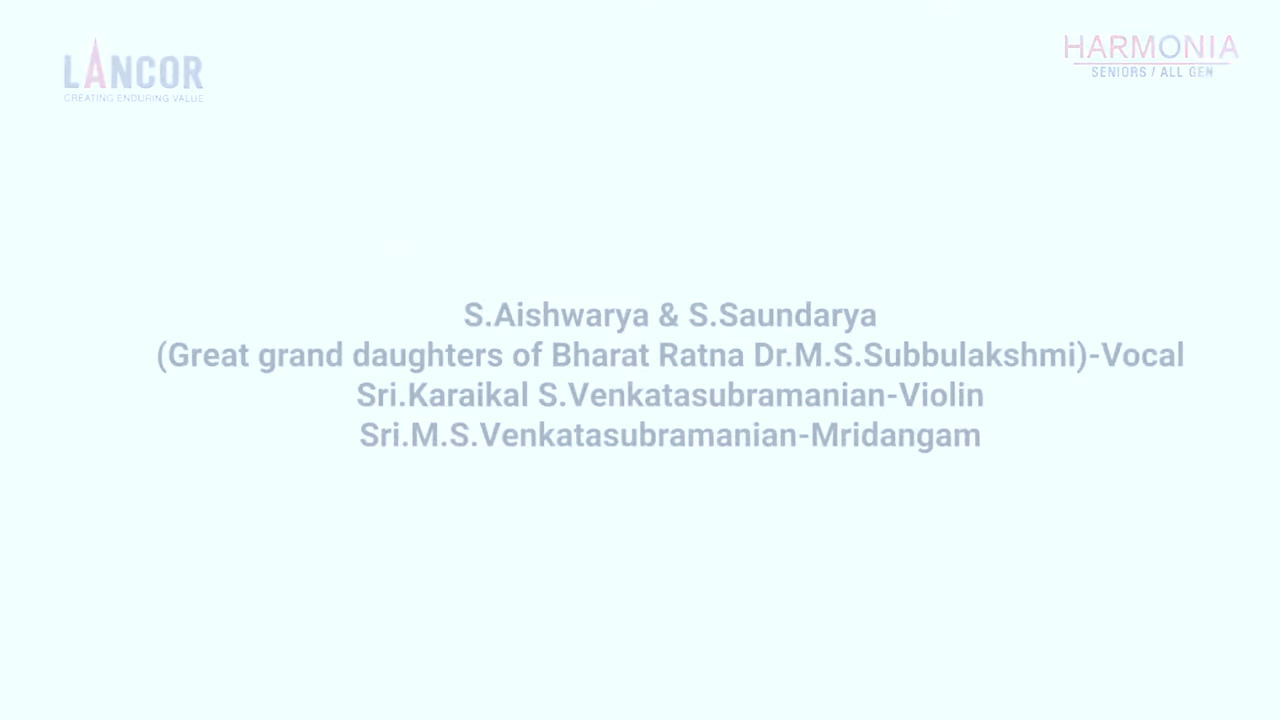 LANCOR
CREATING ENDURING VALUE
HARMONIA
SENIORS / ALL GEN
S.Aishwarya & S.Saundarya
(Great grand daughters of Bharat Ratna Dr.M.S.Subbulakshmi)-Vocal
Sri.Karaikal S.Venkatasubramanian-Violin
Sri.M.S.Venkatasubramanian-Mridangam